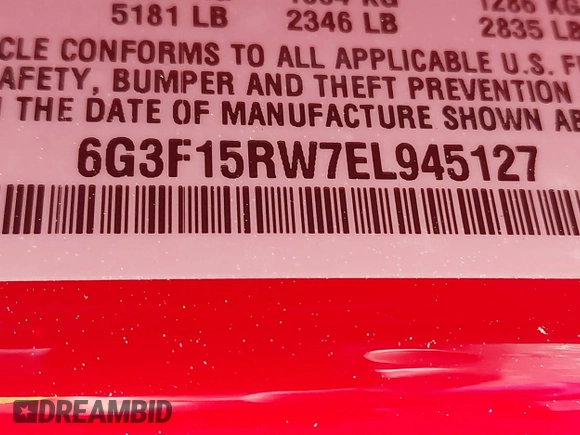 5181 LB 2346 LB 2835 LB
CLE CONFORMS TO ALL APPLICABLE U.S. F
AFETY, BUMPER AND THEFT PREVENTION
THE DATE OF MANUFACTURE SHOWN AB
6G3F15RW7EL945127
DREAMBID